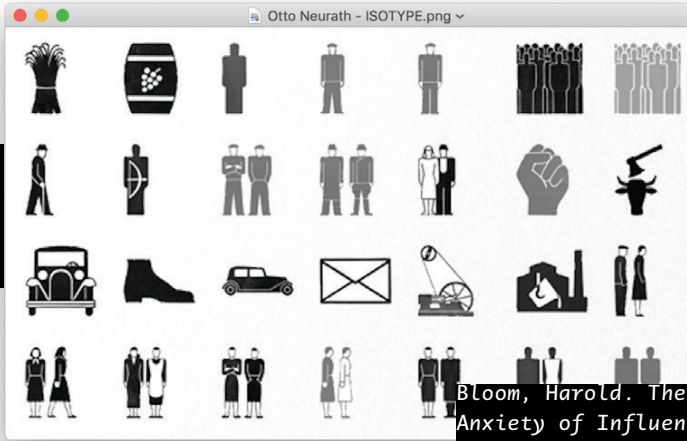 Otto Neurath - ISOTYPE.png
Bloom, Harold. The
Anxiety of Influen